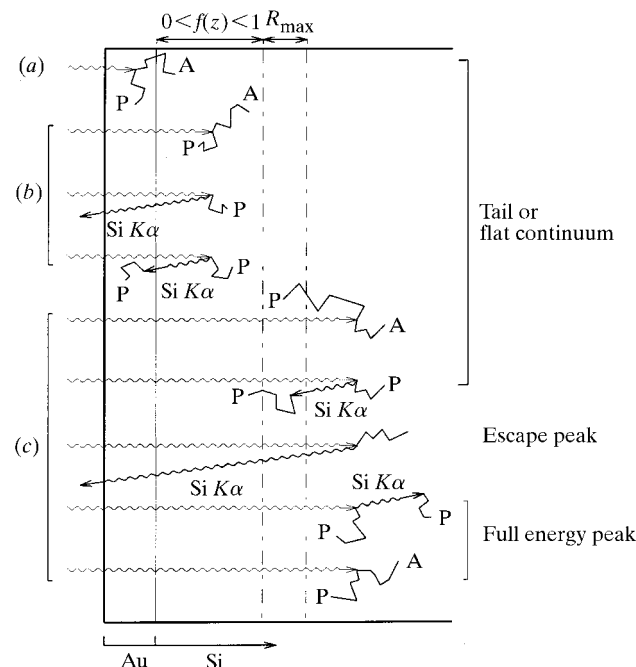 0<f(z)<1 R_max
(a)
A
P
A
P
(b)
P
Si Kα
Tail or
flat continuum
P
Si Kα
P
P
A
P
P
Si Kα
(c)
Escape peak
Si Kα
Si Kα
P
P
Full energy peak
A
P
Au
Si